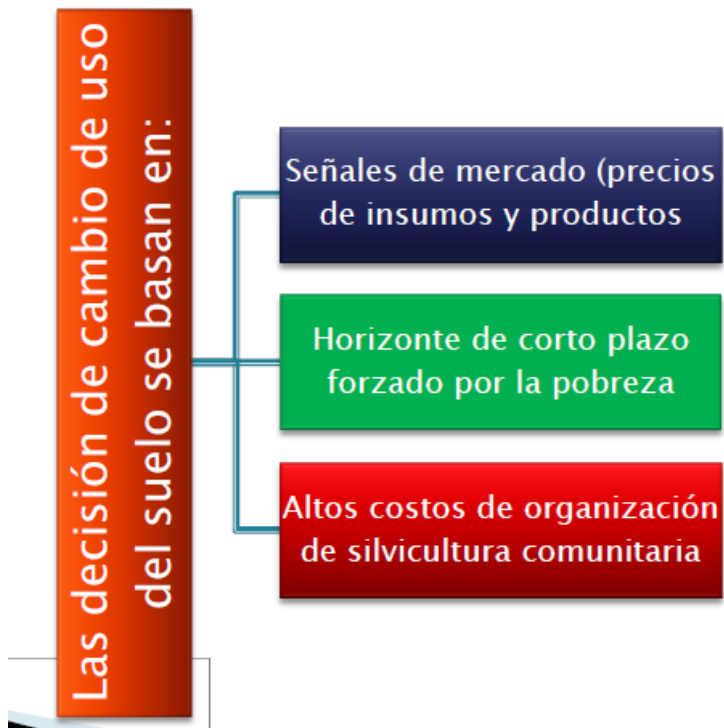 Las decisión de cambio de uso
del suelo se basan en:
Señales de mercado (precios
de insumos y productos
Horizonte de corto plazo
forzado por la pobreza
Altos costos de organización
de silvicultura comunitaria